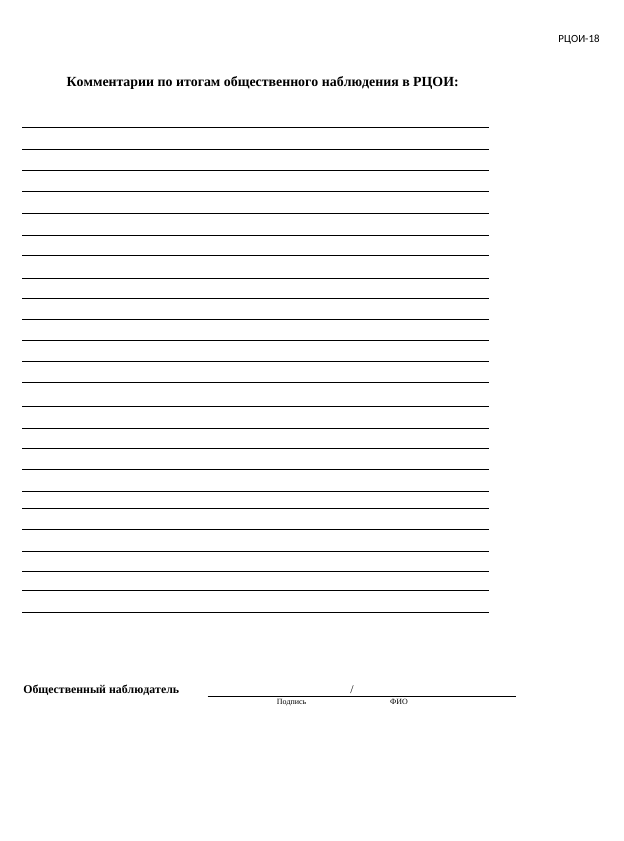 РЦОИ-18
Комментарии по итогам общественного наблюдения в РЦОИ:
Общественный наблюдатель /
Подпись ФИО